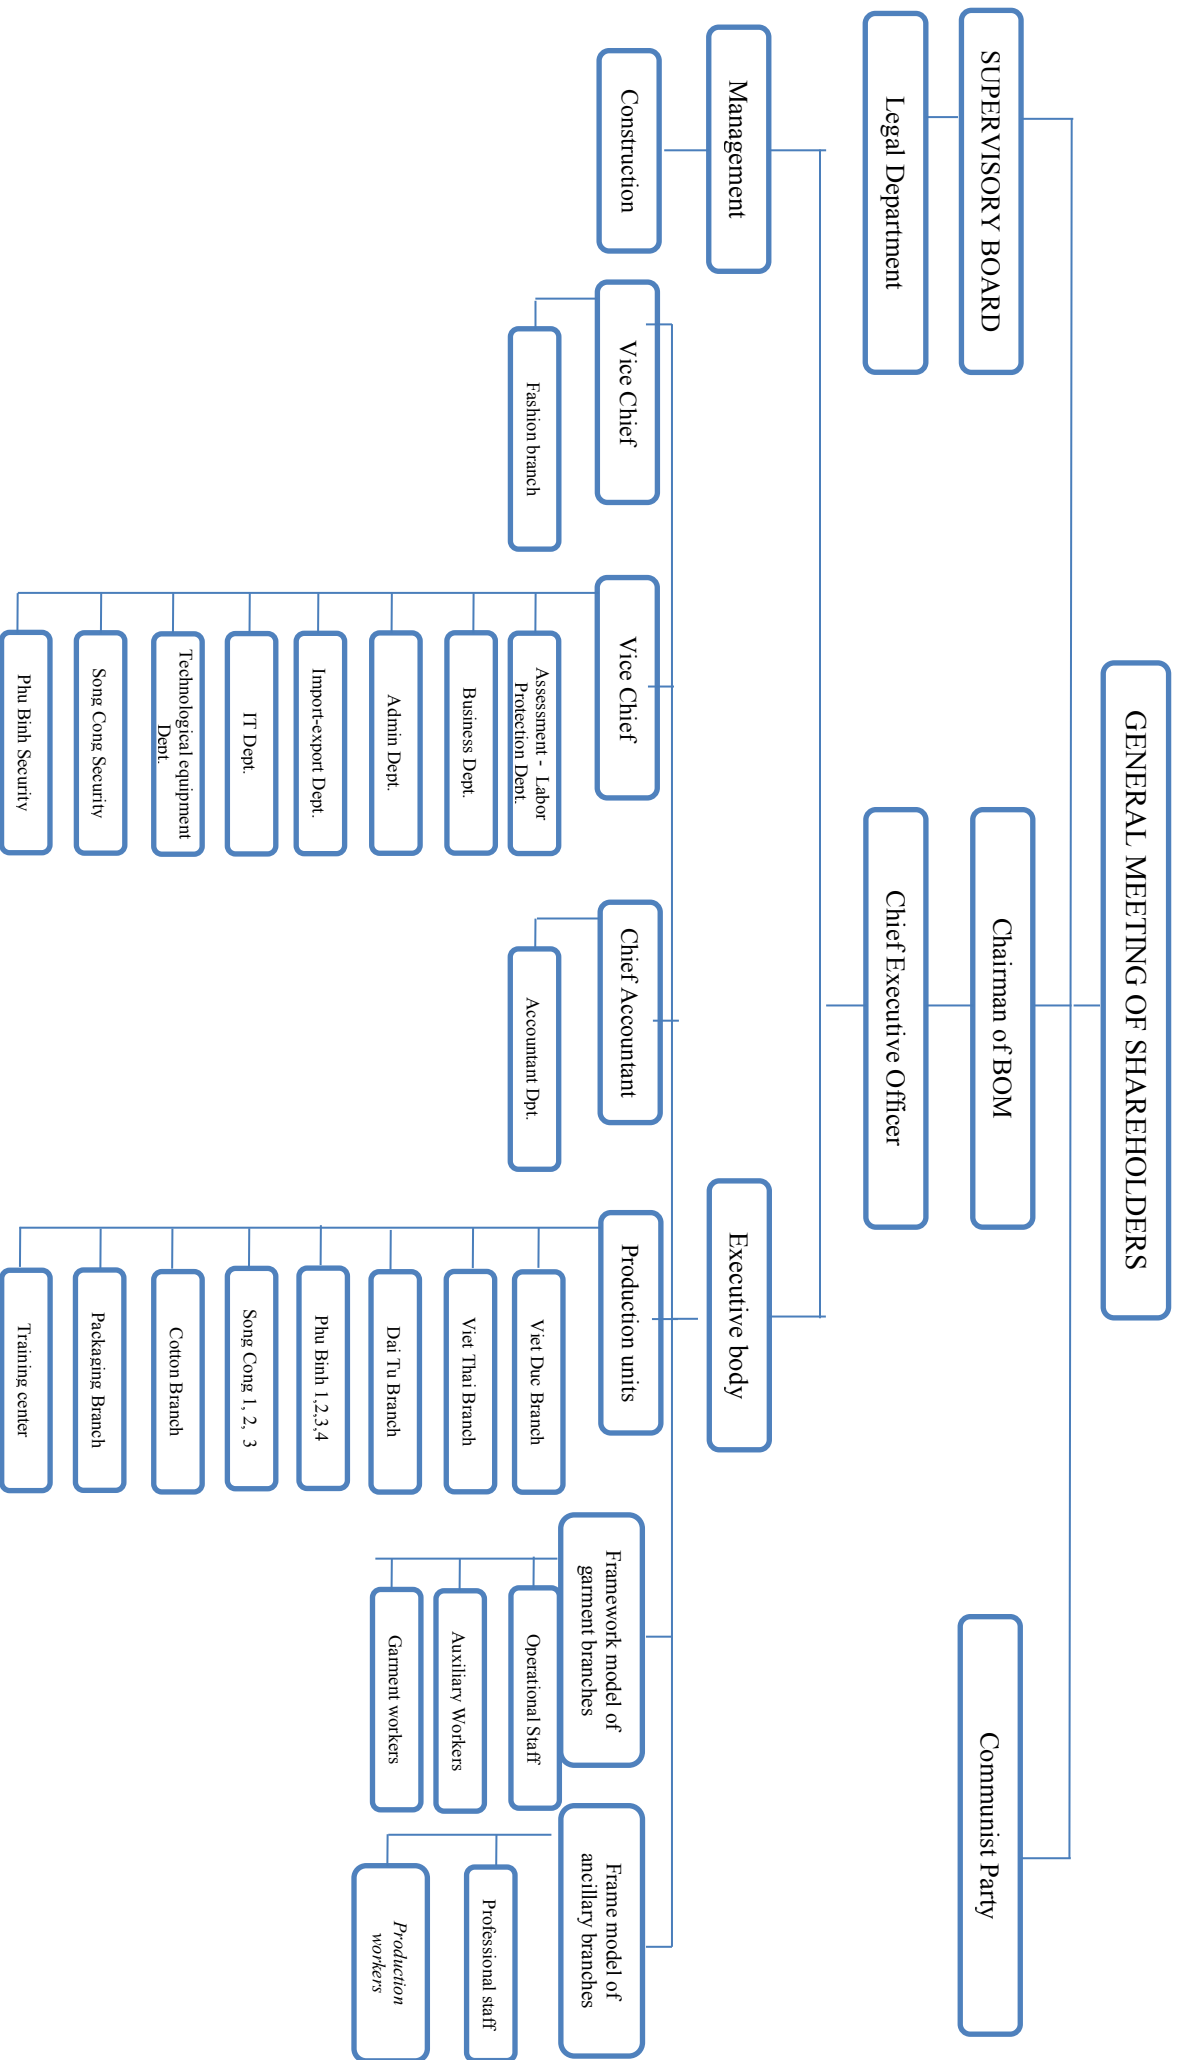 GENERAL MEETING OF SHAREHOLDERS
SUPERVISORY BOARD
Chairman of BOM
Communist Party
Legal Department
Chief Executive Officer
Management
Executive body
Construction
Vice Chief
Vice Chief
Chief Accountant
Production units
Framework model of
garment branches
Frame model of
ancillary branches
Fashion branch
Assessment - Labor
Protection Dept.
Business Dept.
Admin Dept.
Import-export Dept.
IT Dept.
Technological equipment
Dept.
Song Cong Security
Phu Binh Security
Accountant Dpt.
Viet Duc Branch
Viet Thai Branch
Dai Tu Branch
Phu Binh 1,2,3,4
Song Cong 1, 2, 3
Cotton Branch
Packaging Branch
Training center
Operational Staff
Auxiliary Workers
Garment workers
Professional staff
Production
workers